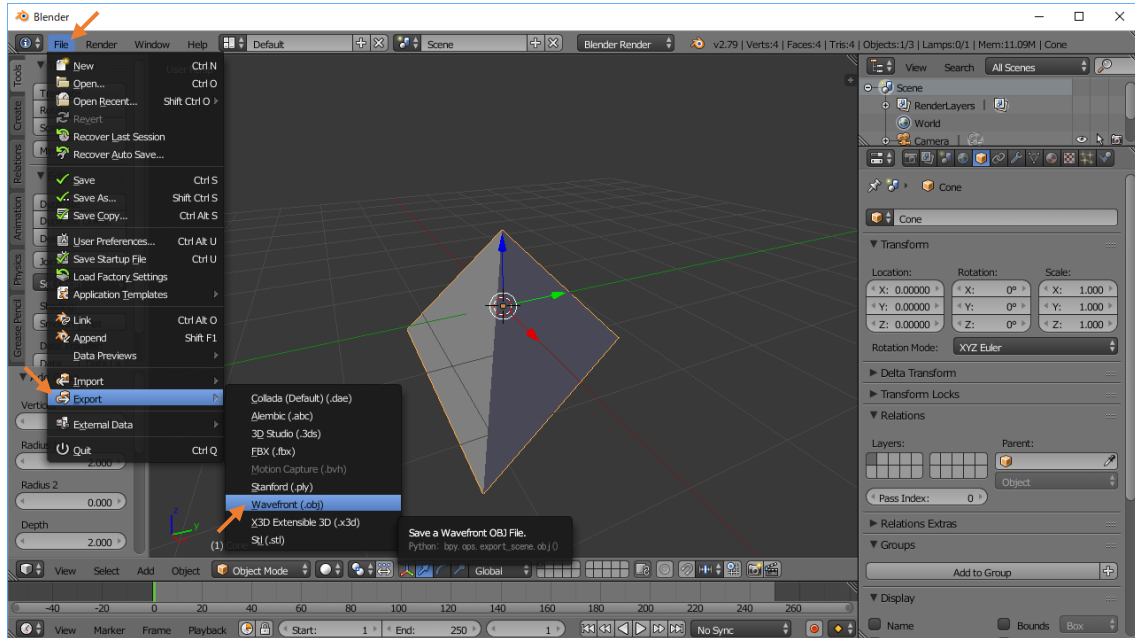 Blender
File Render Window Help Default Scene Blender Render v2.79 | Verts:4 | Faces:4 | Tris:4 | Objects:1/3 | Lamps:0/1 | Mem:11.09M | Cone
New Ctrl N
Open... Ctrl O
Open Recent... Shift Ctrl O
Revert
Recover Last Session
Recover Auto Save...
Save Ctrl S
Save As... Shift Ctrl S
Save Copy... Ctrl Alt S
User Preferences... Ctrl Alt U
Save Startup File Ctrl U
Load Factory Settings
Application Templates
Link Ctrl Alt O
Append Shift F1
Data Previews
Import
Export
External Data
Quit Ctrl Q
Collada (Default) (.dae)
Alembic (.abc)
3D Studio (.3ds)
FBX (.fbx)
Motion Capture (.bvh)
Stanford (.ply)
Wavefront (.obj)
X3D Extensible 3D (.x3d)
Stl (.stl)
Save a Wavefront OBJ File.
Python: bpy.ops.export_scene.obj()
Tools
Create
Relations
Animation
Physics
Grease Pencil
2.000
Radius 2
0.000
Depth
2.000
z
y
(1)
View Search All Scenes
Scene
RenderLayers |
World
Camera |
Cone
Cone
Transform
Location: Rotation: Scale:
X: 0.00000 X: 0° X: 1.000
Y: 0.00000 Y: 0° Y: 1.000
Z: 0.00000 Z: 0° Z: 1.000
Rotation Mode: XYZ Euler
Delta Transform
Transform Locks
Relations
Layers: Parent:
Object
Pass Index: 0
Relations Extras
Groups
Add to Group
Display
Name Bounds Box
View Select Add Object Object Mode Global
-40 -20 0 20 40 60 80 100 120 140 160 180 200 220 240 260
View Marker Frame Playback Start: 1 End: 250 1 No Sync